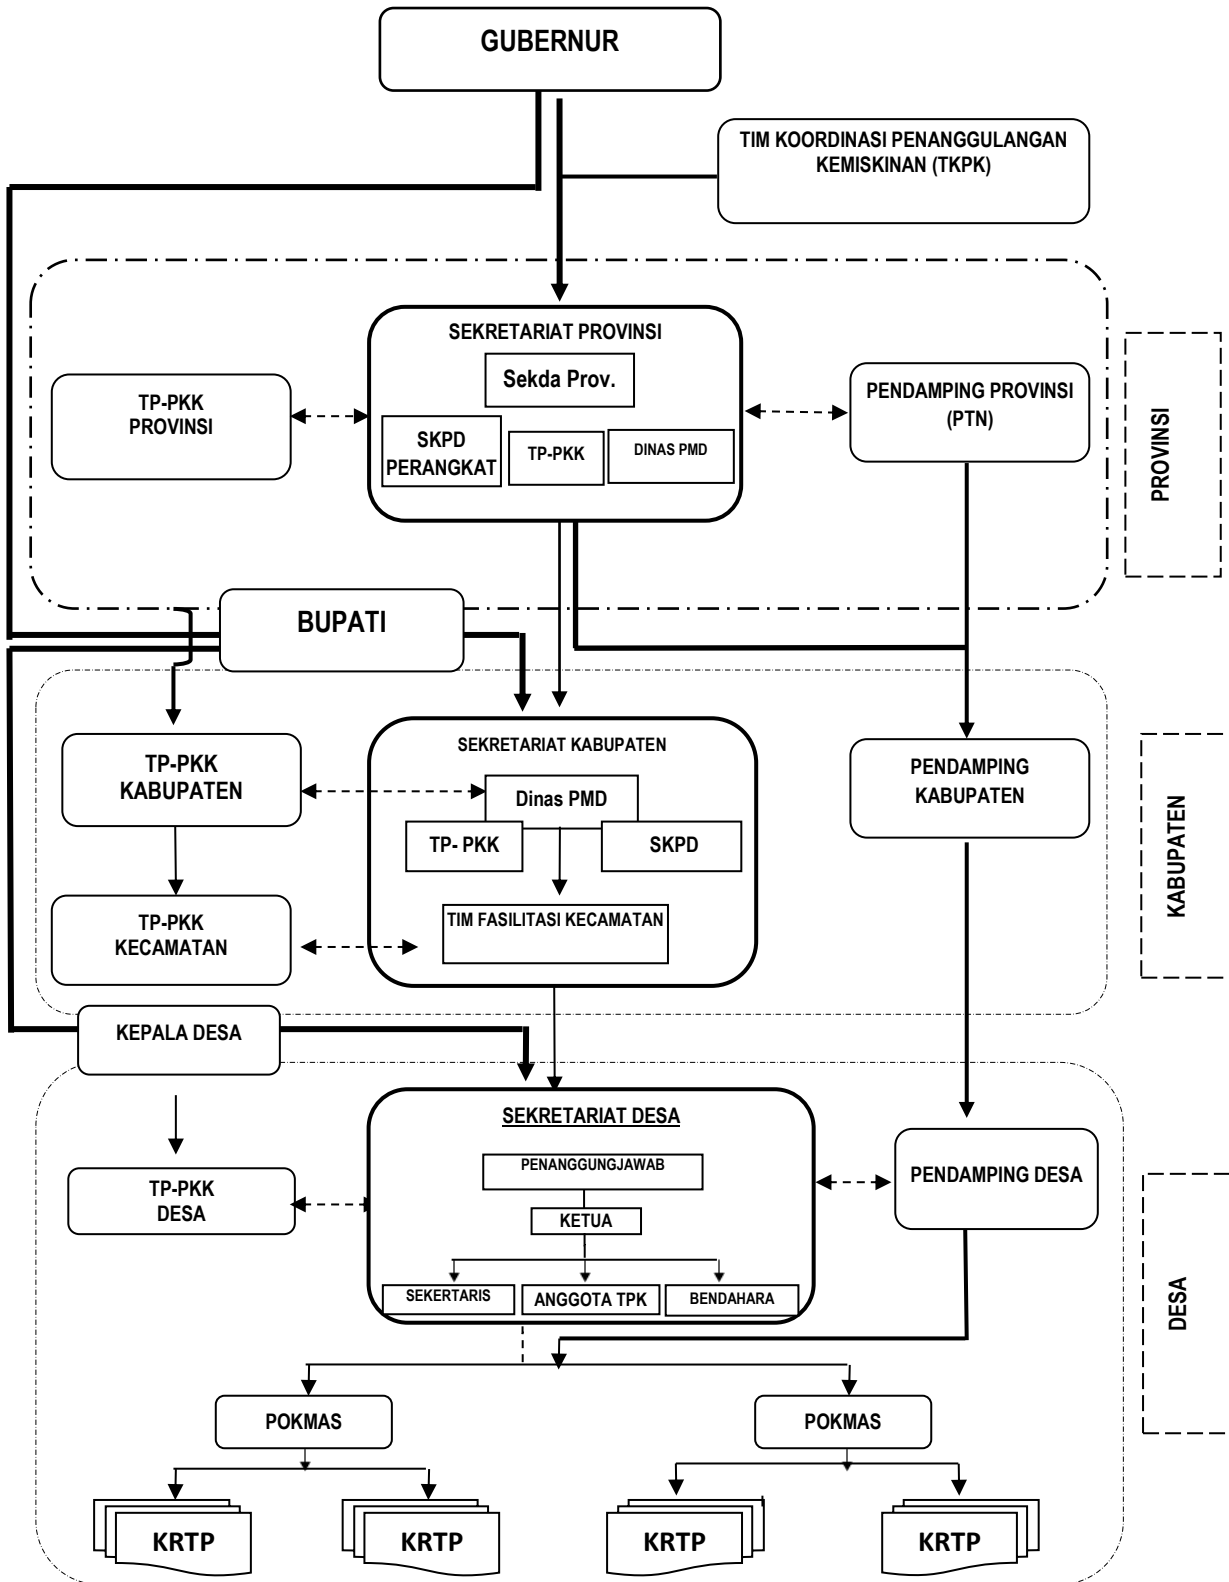 GUBERNUR
TIM KOORDINASI PENANGGULANGAN
KEMISKINAN (TKPK)
SEKRETARIAT PROVINSI
Sekda Prov.
SKPD
PERANGKAT
TP-PKK
DINAS PMD
TP-PKK
PROVINSI
PENDAMPING PROVINSI
(PTN)
PROVINSI
BUPATI
SEKRETARIAT KABUPATEN
Dinas PMD
TP- PKK
SKPD
TIM FASILITASI KECAMATAN
TP-PKK
KABUPATEN
TP-PKK
KECAMATAN
PENDAMPING
KABUPATEN
KABUPATEN
KEPALA DESA
SEKRETARIAT DESA
PENANGGUNGJAWAB
KETUA
SEKERTARIS
ANGGOTA TPK
BENDAHARA
TP-PKK
DESA
PENDAMPING DESA
DESA
POKMAS
POKMAS
KRTP
KRTP
KRTP
KRTP